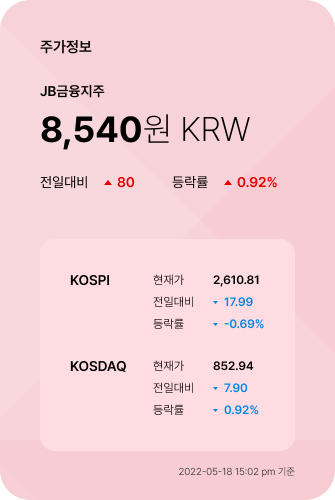 주가정보
JB금융지주
8,540원 KRW
전일대비 ▲ 80 등락률 ▲ 0.92%
KOSPI 현재가 2,610.81
전일대비 ▼ 17.99
등락률 ▼ -0.69%
KOSDAQ 현재가 852.94
전일대비 ▼ 7.90
등락률 ▼ 0.92%
2022-05-18 15:02 pm 기준